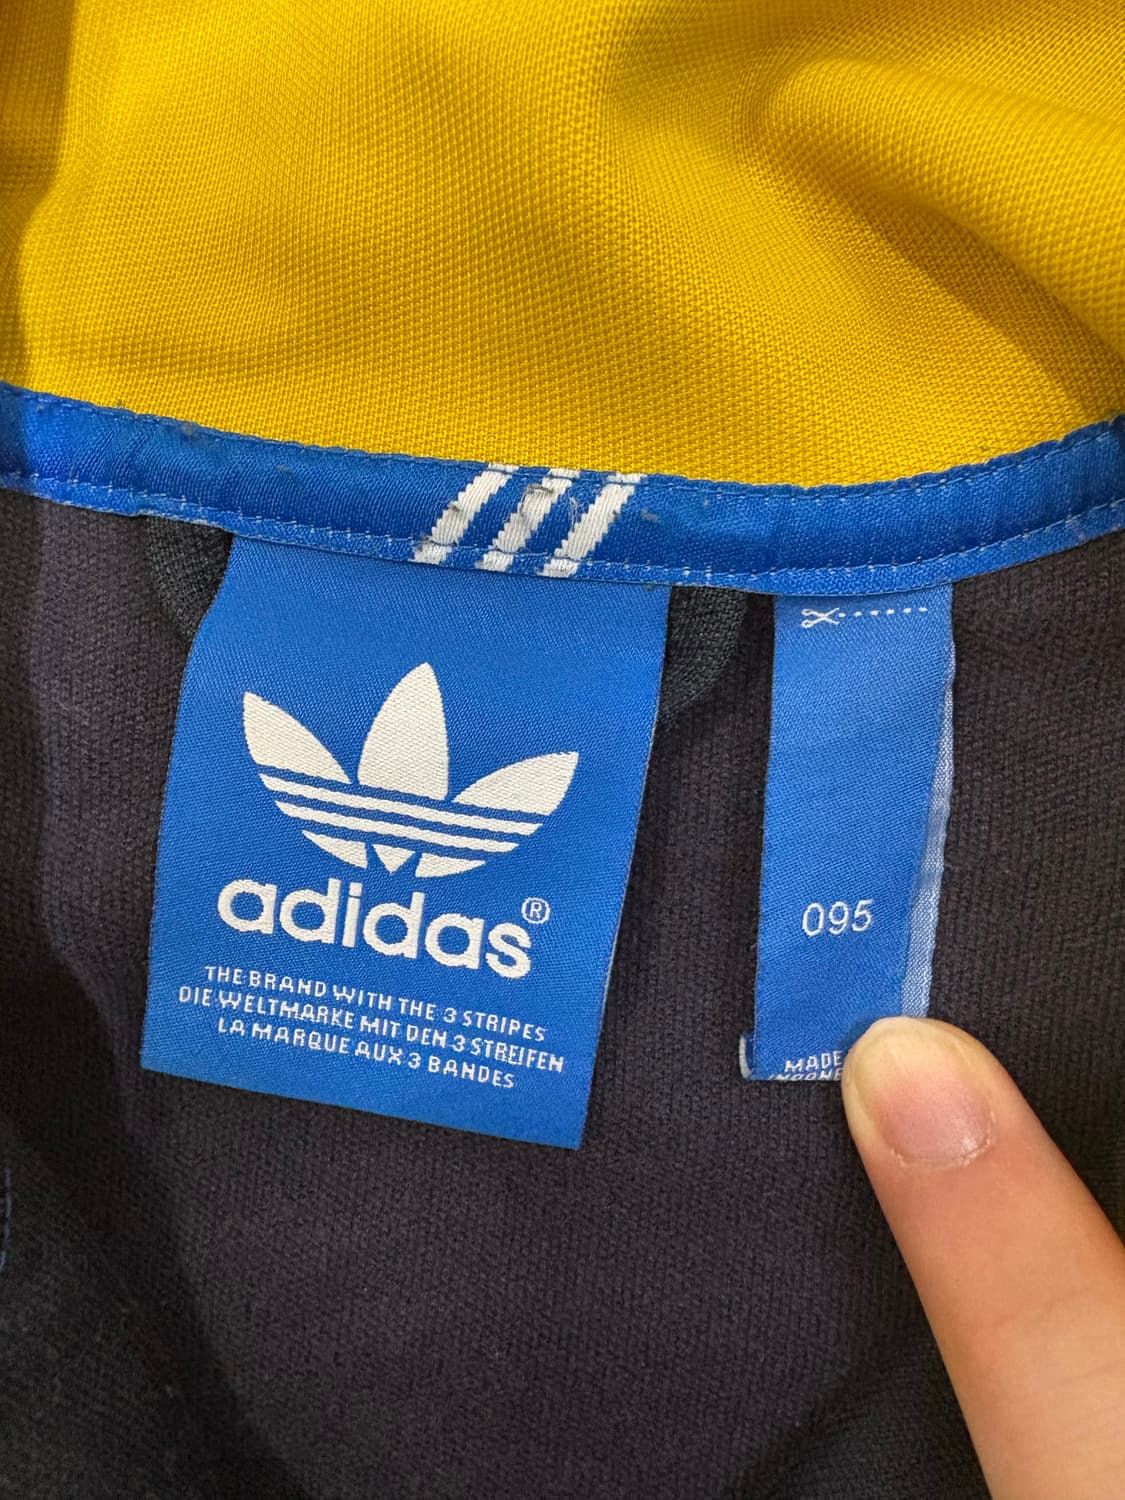 adidas®
THE BRAND WITH THE 3 STRIPES
DIE WELTMARKE MIT DEN 3 STREIFEN
LA MARQUE AUX 3 BANDES
095
MADE